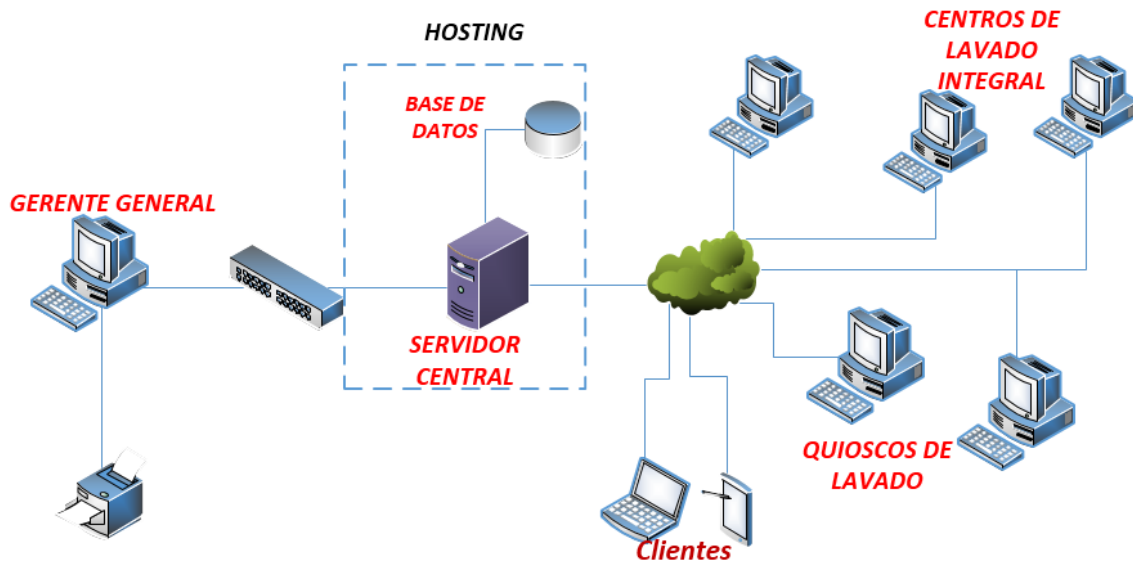 HOSTING
CENTROS DE
LAVADO
INTEGRAL
BASE DE
DATOS
GERENTE GENERAL
SERVIDOR
CENTRAL
QUIOSCOS DE
LAVADO
Clientes